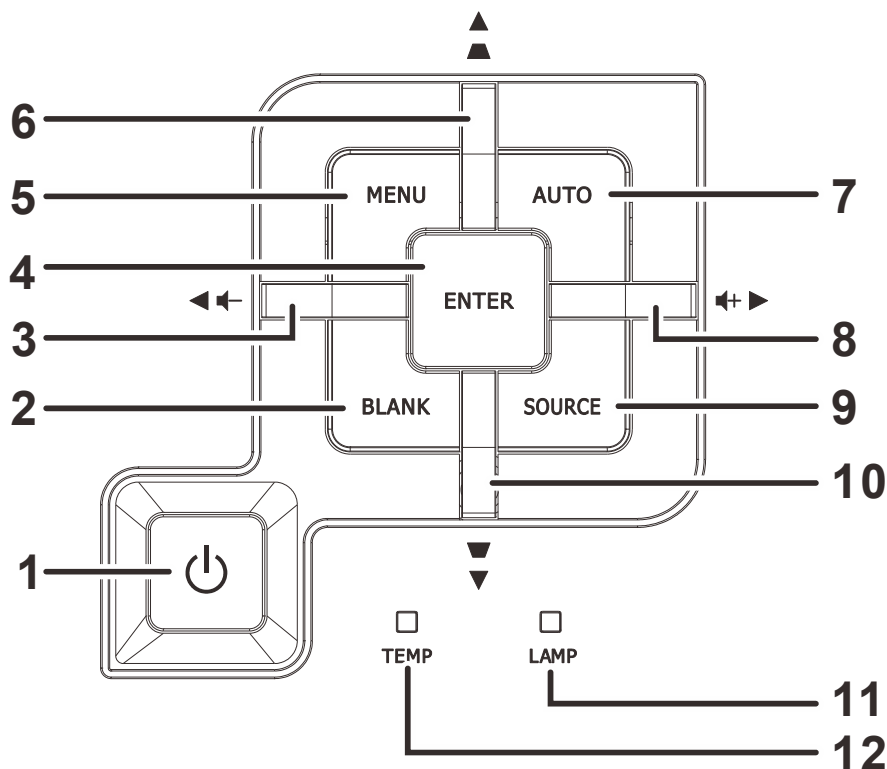 6
5 MENU AUTO 7
4 ENTER
3 − + 8
2 BLANK SOURCE 9
10
1
TEMP LAMP
11
12